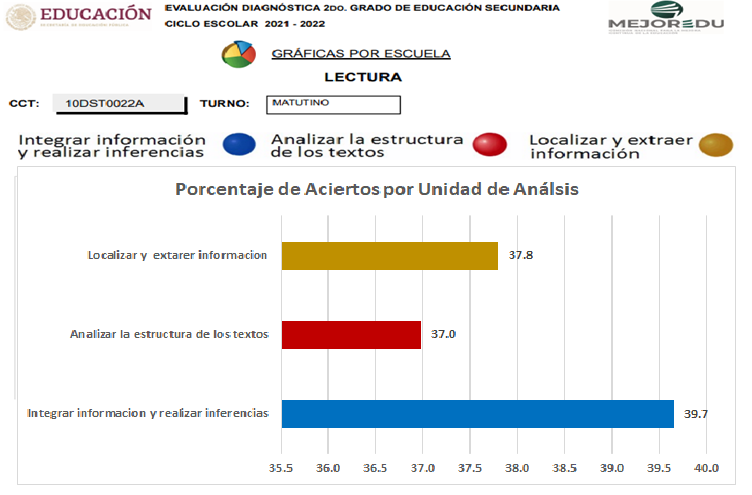 EDUCACIÓN
SECRETARÍA DE EDUCACIÓN PÚBLICA
EVALUACIÓN DIAGNÓSTICA 2DO. GRADO DE EDUCACIÓN SECUNDARIA
CICLO ESCOLAR 2021 - 2022
MEJOREDU
GRÁFICAS POR ESCUELA
LECTURA
CCT: 10DST0022A TURNO: MATUTINO
Integrar información
y realizar inferencias
Analizar la estructura
de los textos
Localizar y extraer
información
Porcentaje de Aciertos por Unidad de Análsis
Localizar y extarer informacion 37.8
Analizar la estructura de los textos 37.0
Integrar informacion y realizar inferencias 39.7
35.5 36.0 36.5 37.0 37.5 38.0 38.5 39.0 39.5 40.0